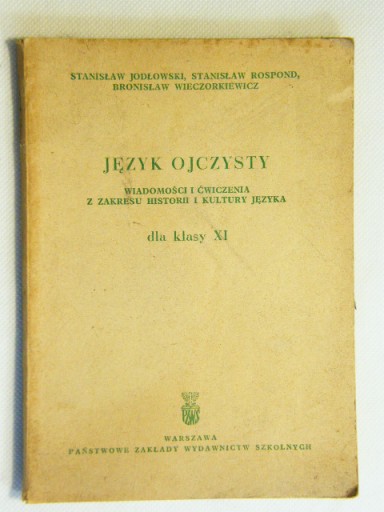 STANISŁAW JODŁOWSKI, STANISŁAW ROSPOND,
BRONISŁAW WIECZORKIEWICZ
JĘZYK OJCZYSTY
WIADOMOŚCI I ĆWICZENIA
Z ZAKRESU HISTORII I KULTURY JĘZYKA
dla klasy XI
PZWS
WARSZAWA
PAŃSTWOWE ZAKŁADY WYDAWNICTW SZKOLNYCH